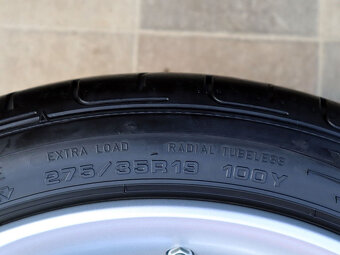 EXTRA LOAD RADIAL TUBELESS
275/35R19 100Y